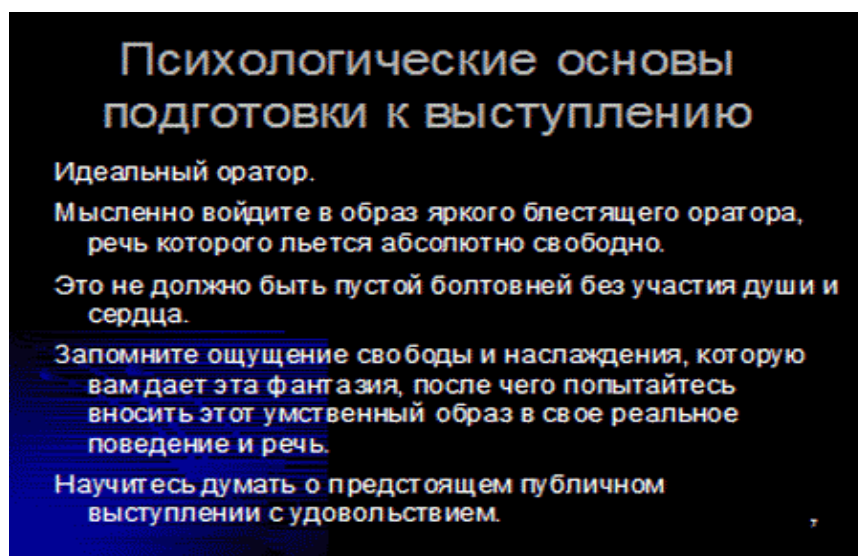 Психологические основы
подготовки к выступлению
Идеальный оратор.
Мысленно войдите в образ яркого блестящего оратора,
речь которого льется абсолютно свободно.
Это не должно быть пустой болтовней без участия души и
сердца.
Запомните ощущение свободы и наслаждения, которую
вам дает эта фантазия, после чего попытайтесь
вносить этот умственный образ в свое реальное
поведение и речь.
Научитесь думать о предстоящем публичном
выступлении с удовольствием.